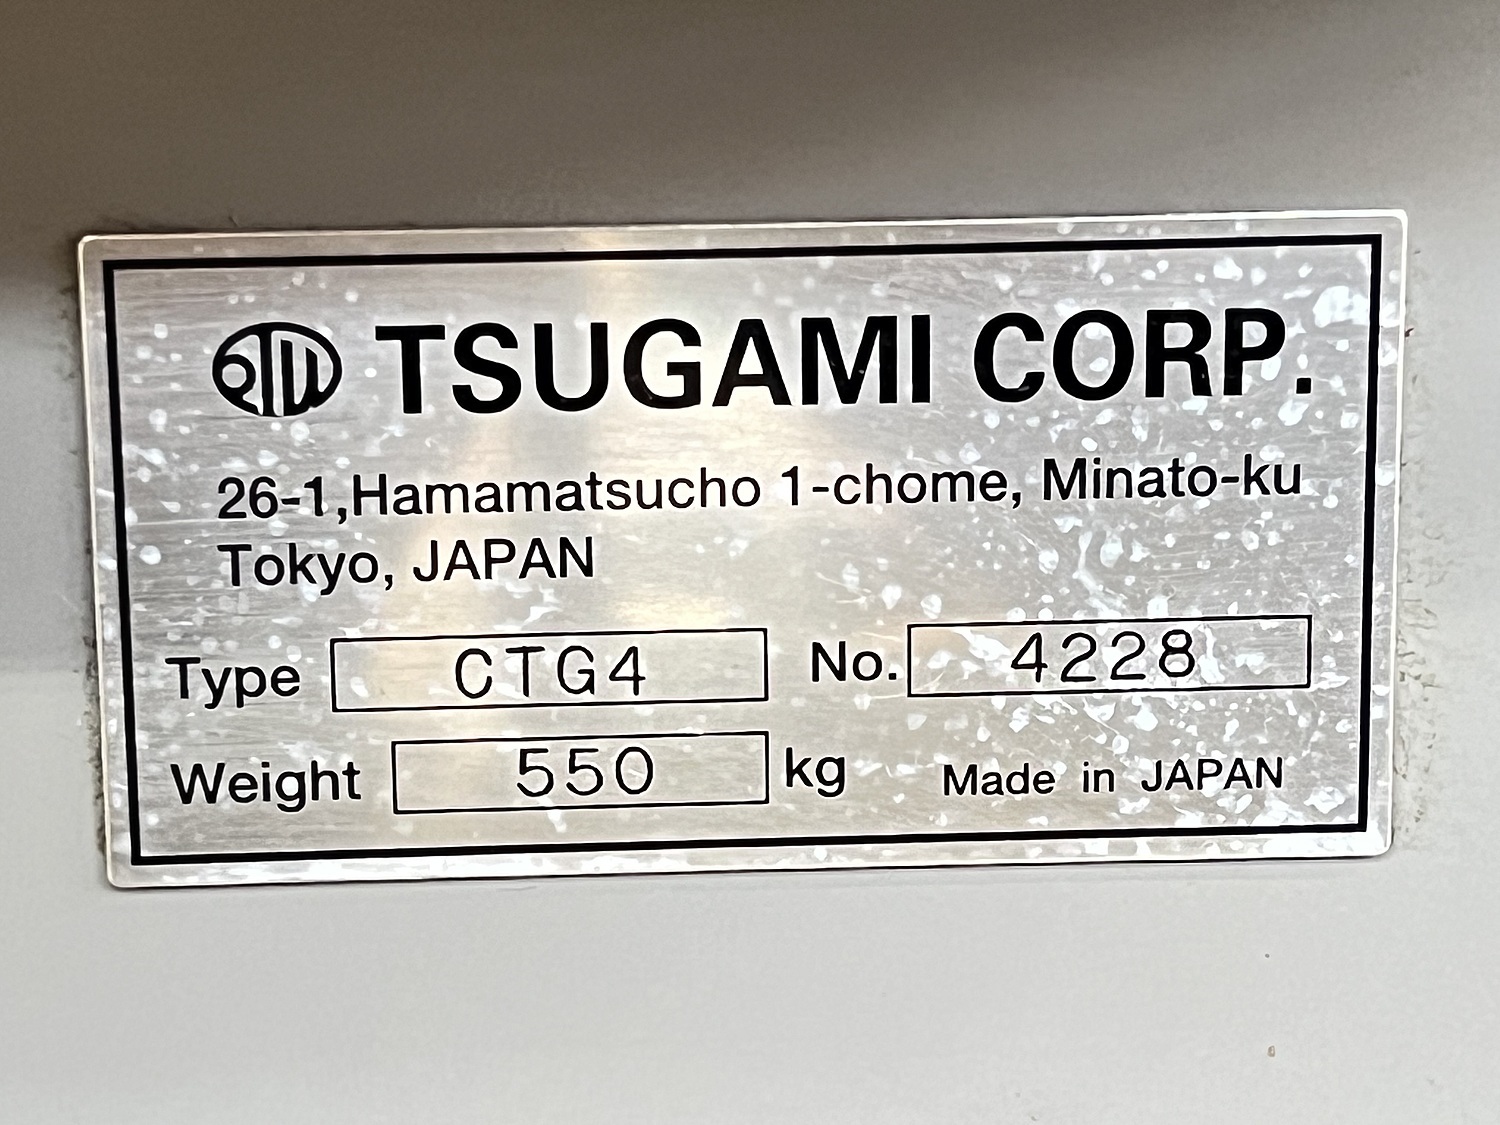 TSUGAMI CORP.
26-1,Hamamatsucho 1-chome, Minato-ku
Tokyo, JAPAN
Type CTG4 No. 4228
Weight 550 kg Made in JAPAN